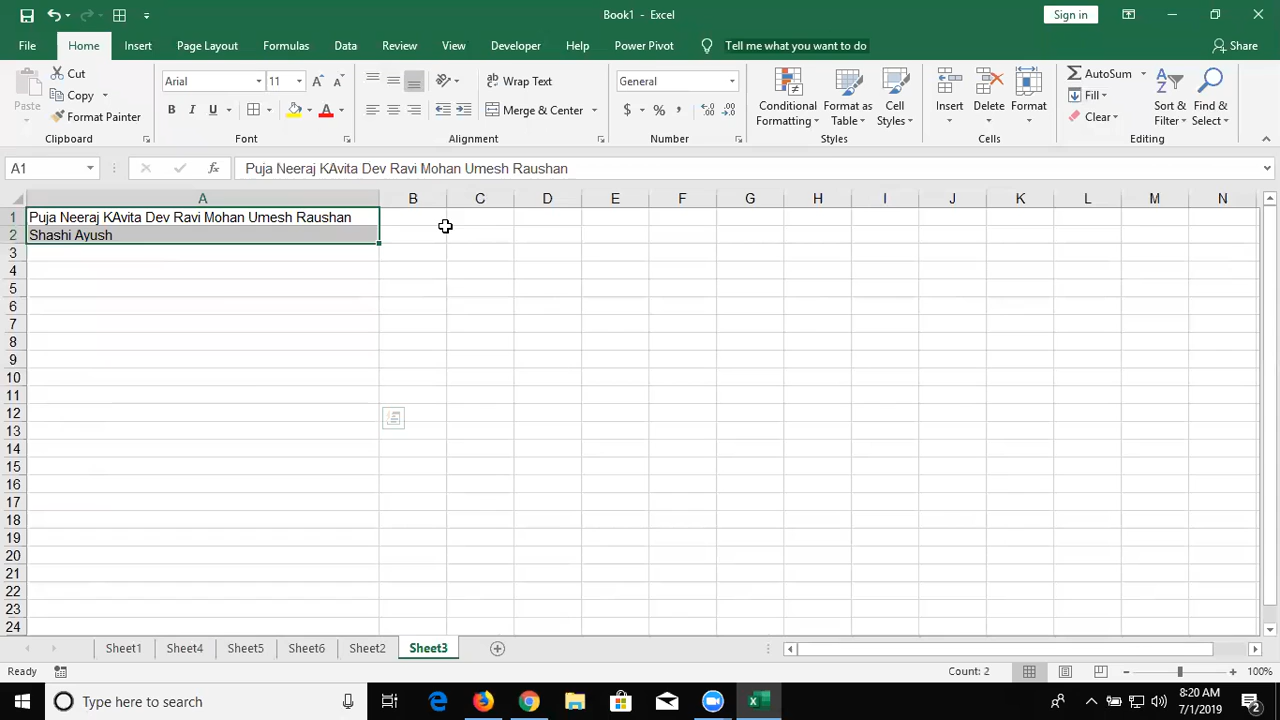 Book1 - Excel
Sign in
File Home Insert Page Layout Formulas Data Review View Developer Help Power Pivot Tell me what you want to do Share
Paste Cut Copy Format Painter
Arial 11 B I U A
Wrap Text Merge & Center
General $ % ,
Conditional Formatting Format as Table Cell Styles
Insert Delete Format
AutoSum Fill Clear Sort & Filter Find & Select
Clipboard Font Alignment Number Styles Cells Editing
A1 fx Puja Neeraj KAvita Dev Ravi Mohan Umesh Raushan
A B C D E F G H I J K L M N
1 Puja Neeraj KAvita Dev Ravi Mohan Umesh Raushan
2 Shashi Ayush
3
4
5
6
7
8
9
10
11
12
13
14
15
16
17
18
19
20
21
22
23
24
Sheet1 Sheet4 Sheet5 Sheet6 Sheet2 Sheet3
Ready Count: 2 100%
Type here to search
8:20 AM
7/1/2019
2